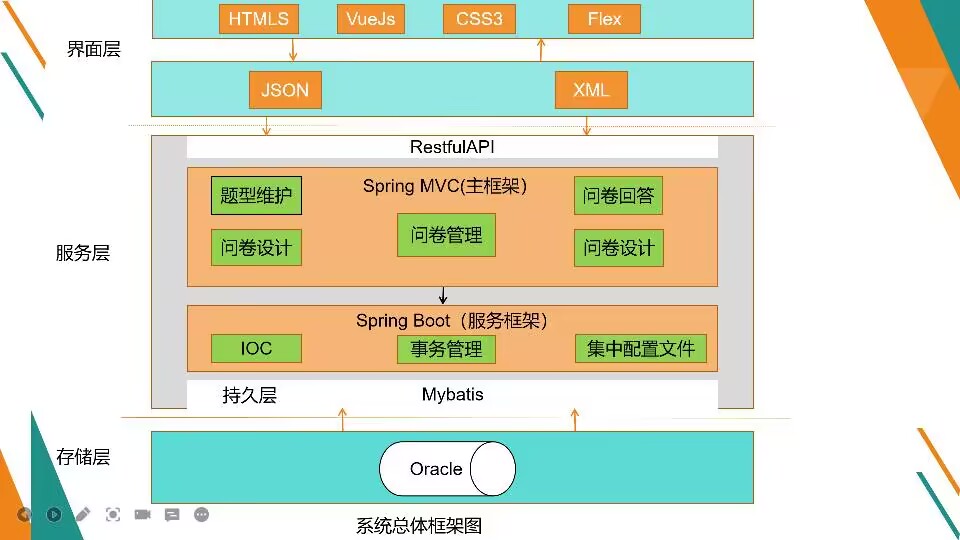 HTMLS VueJs CSS3 Flex
界面层
JSON XML
RestfulAPI
Spring MVC(主框架）
题型维护 问卷回答
问卷管理
问卷设计 问卷设计
服务层
Spring Boot（服务框架）
IOC 事务管理 集中配置文件
持久层 Mybatis
存储层
Oracle
系统总体框架图